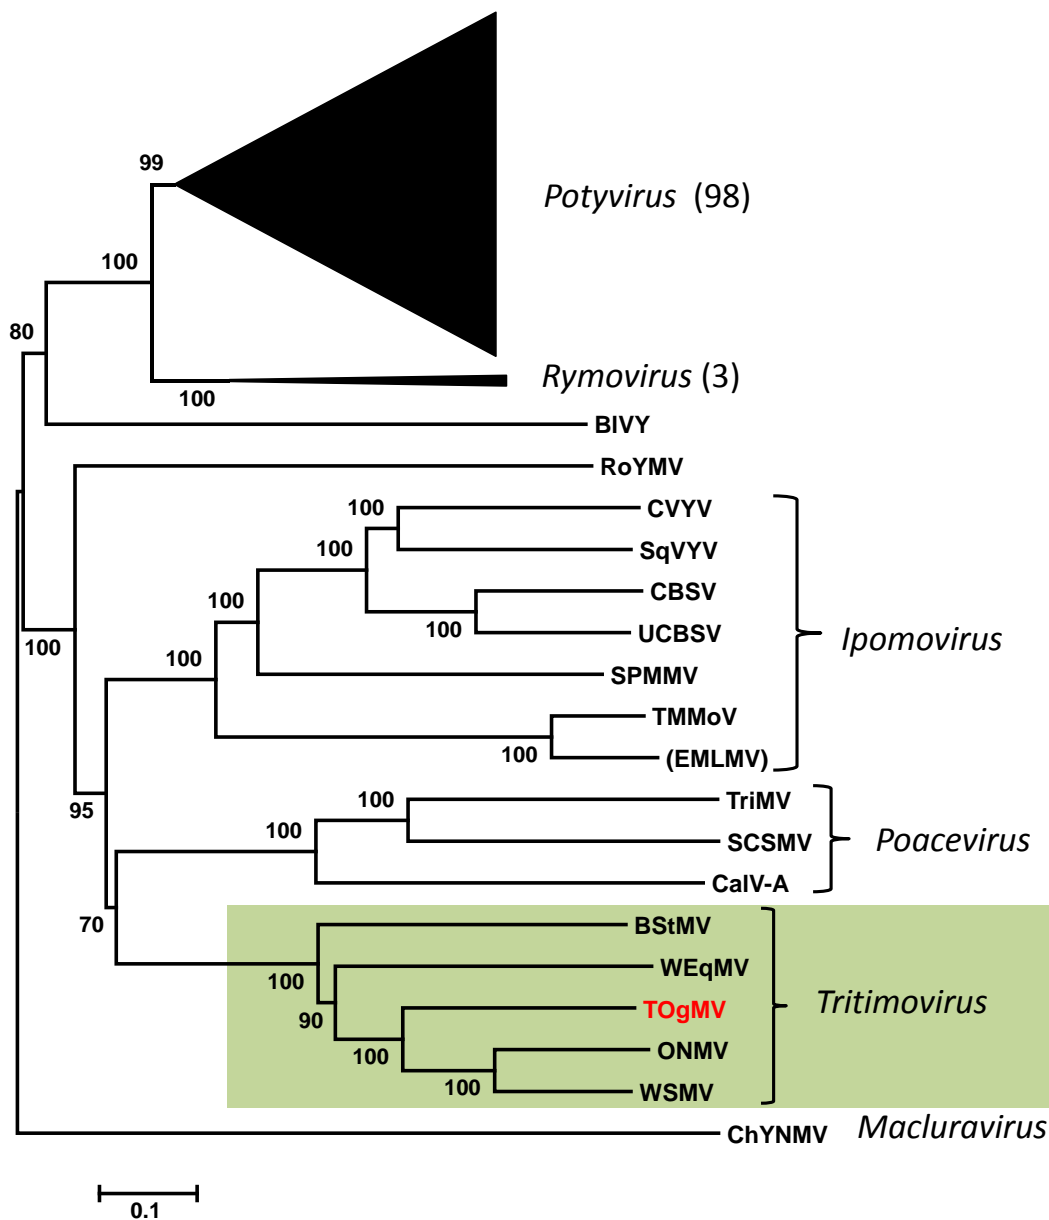 99
Potyvirus (98)
100
80
Rymovirus (3)
100
BlVY
RoYMV
100
CVYV
100
SqVYV
100
CBSV
100
UCBSV
Ipomovirus
100
100
SPMMV
TMMoV
100
(EMLMV)
95
100
TriMV
100
SCSMV
Poacevirus
CalV-A
70
BStMV
100
WEqMV
90
TOgMV
Tritimovirus
100
ONMV
100
WSMV
ChYNMV
Macluravirus
0.1